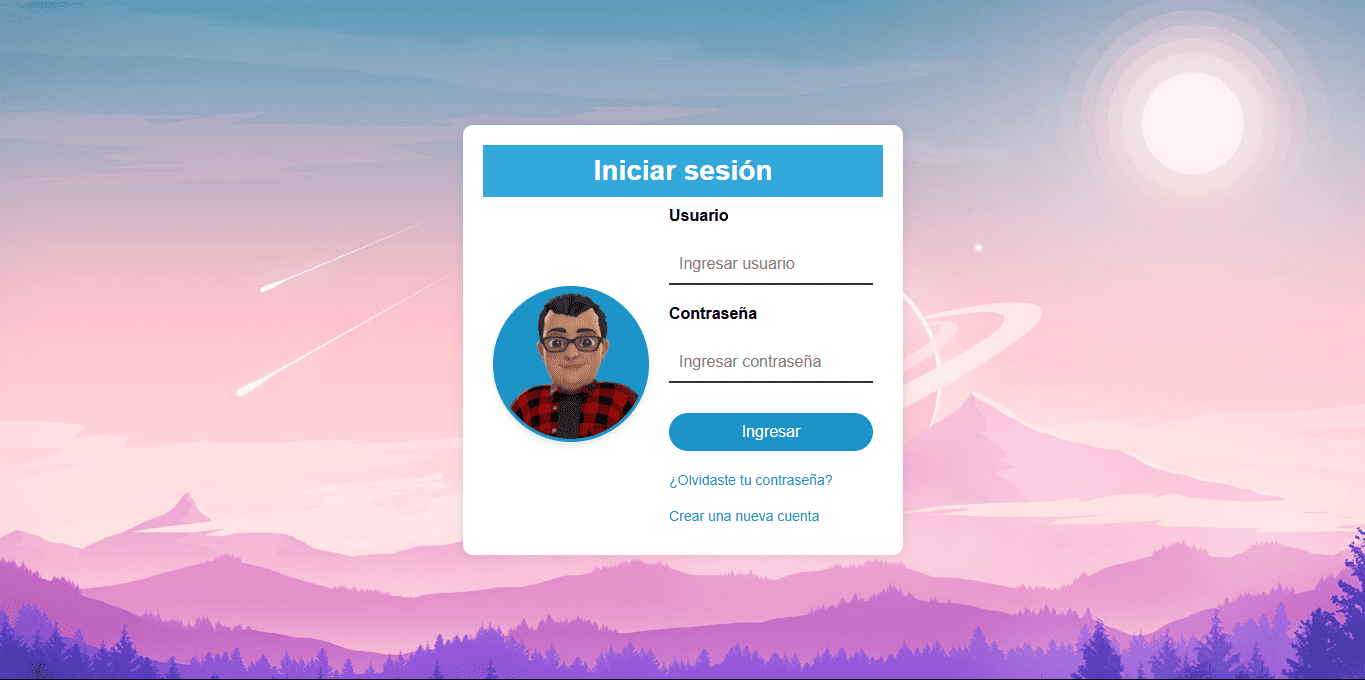 Iniciar sesión
Usuario
Ingresar usuario
Contraseña
Ingresar contraseña
Ingresar
¿Olvidaste tu contraseña?
Crear una nueva cuenta